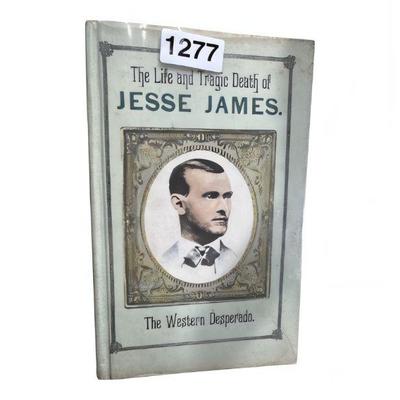 1277
The Life and Tragic Death of
JESSE JAMES.
The Western Desperado.